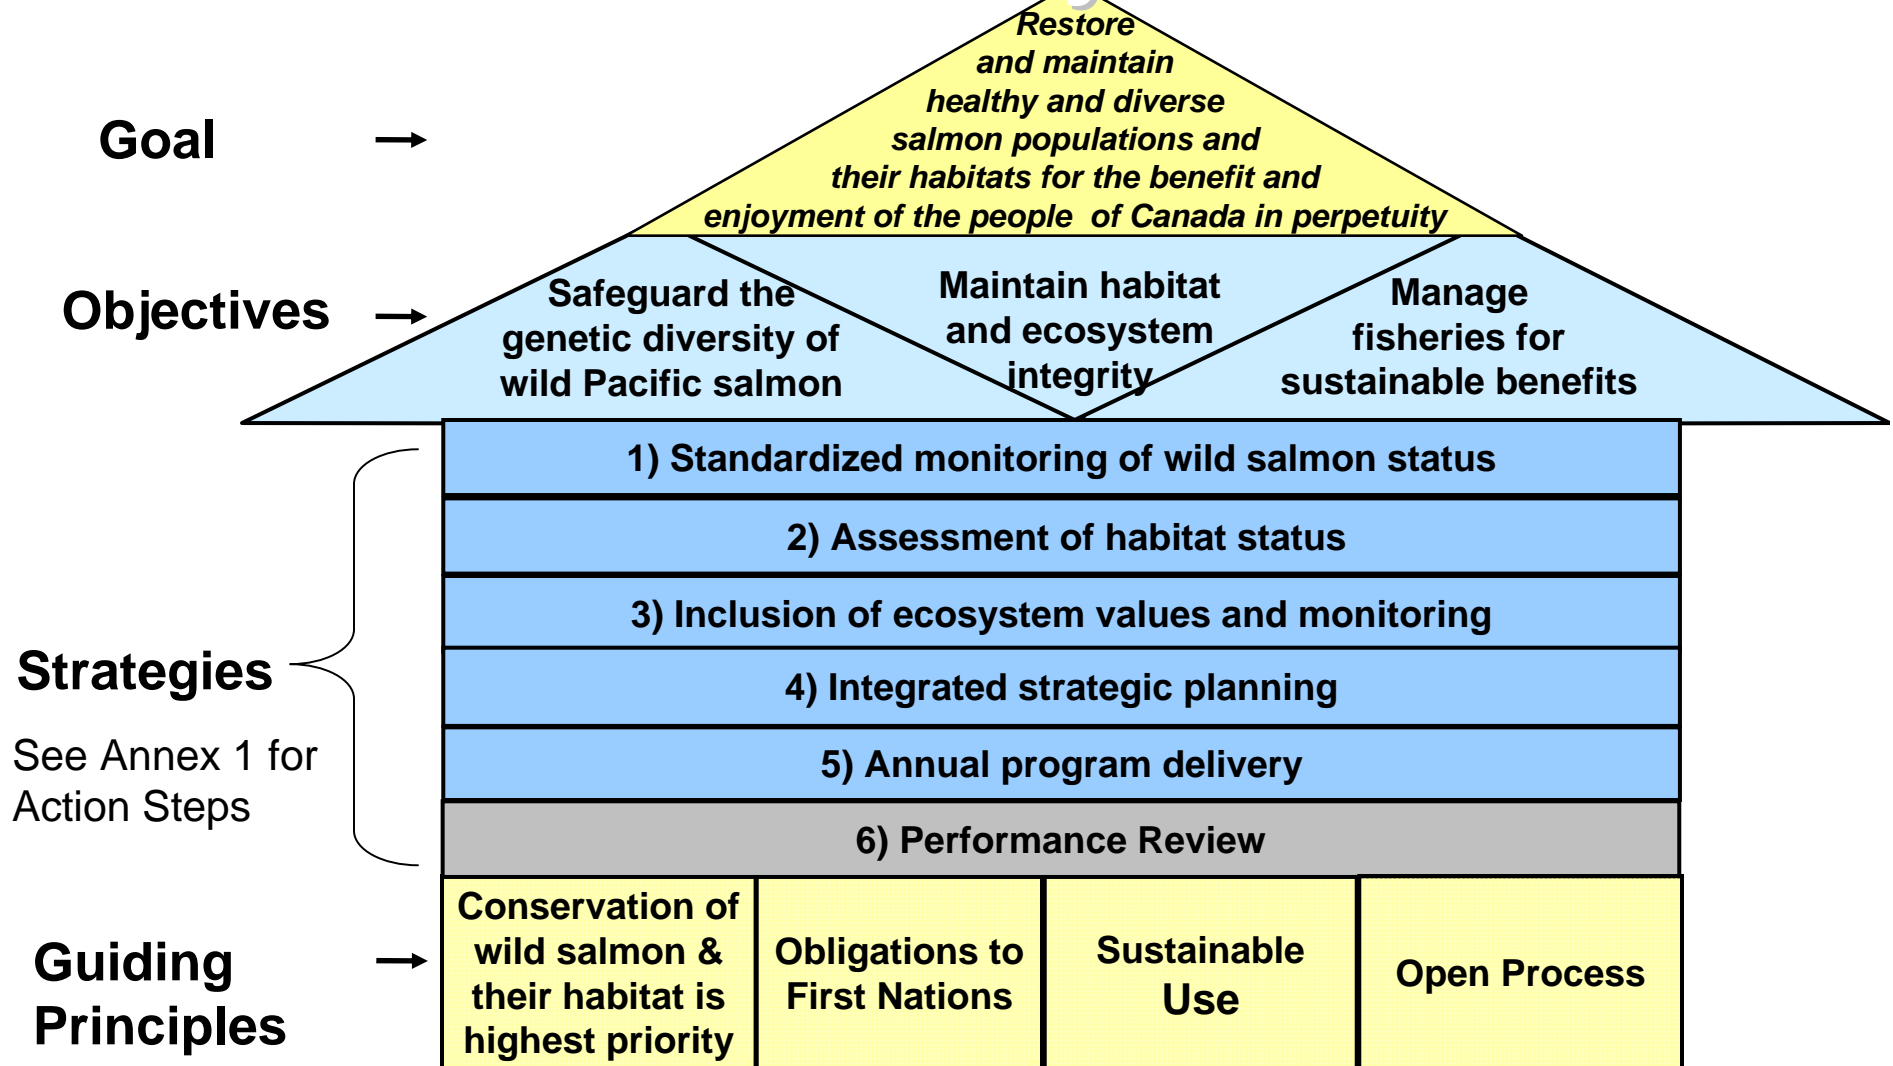 Restore
and maintain
healthy and diverse
salmon populations and
their habitats for the benefit and
enjoyment of the people of Canada in perpetuity
Goal
Objectives
Safeguard the
genetic diversity of
wild Pacific salmon
Maintain habitat
and ecosystem
integrity
Manage
fisheries for
sustainable benefits
1) Standardized monitoring of wild salmon status
2) Assessment of habitat status
3) Inclusion of ecosystem values and monitoring
Strategies
4) Integrated strategic planning
See Annex 1 for
Action Steps
5) Annual program delivery
6) Performance Review
Guiding
Principles
Conservation of
wild salmon &
their habitat is
highest priority
Obligations to
First Nations
Sustainable
Use
Open Process